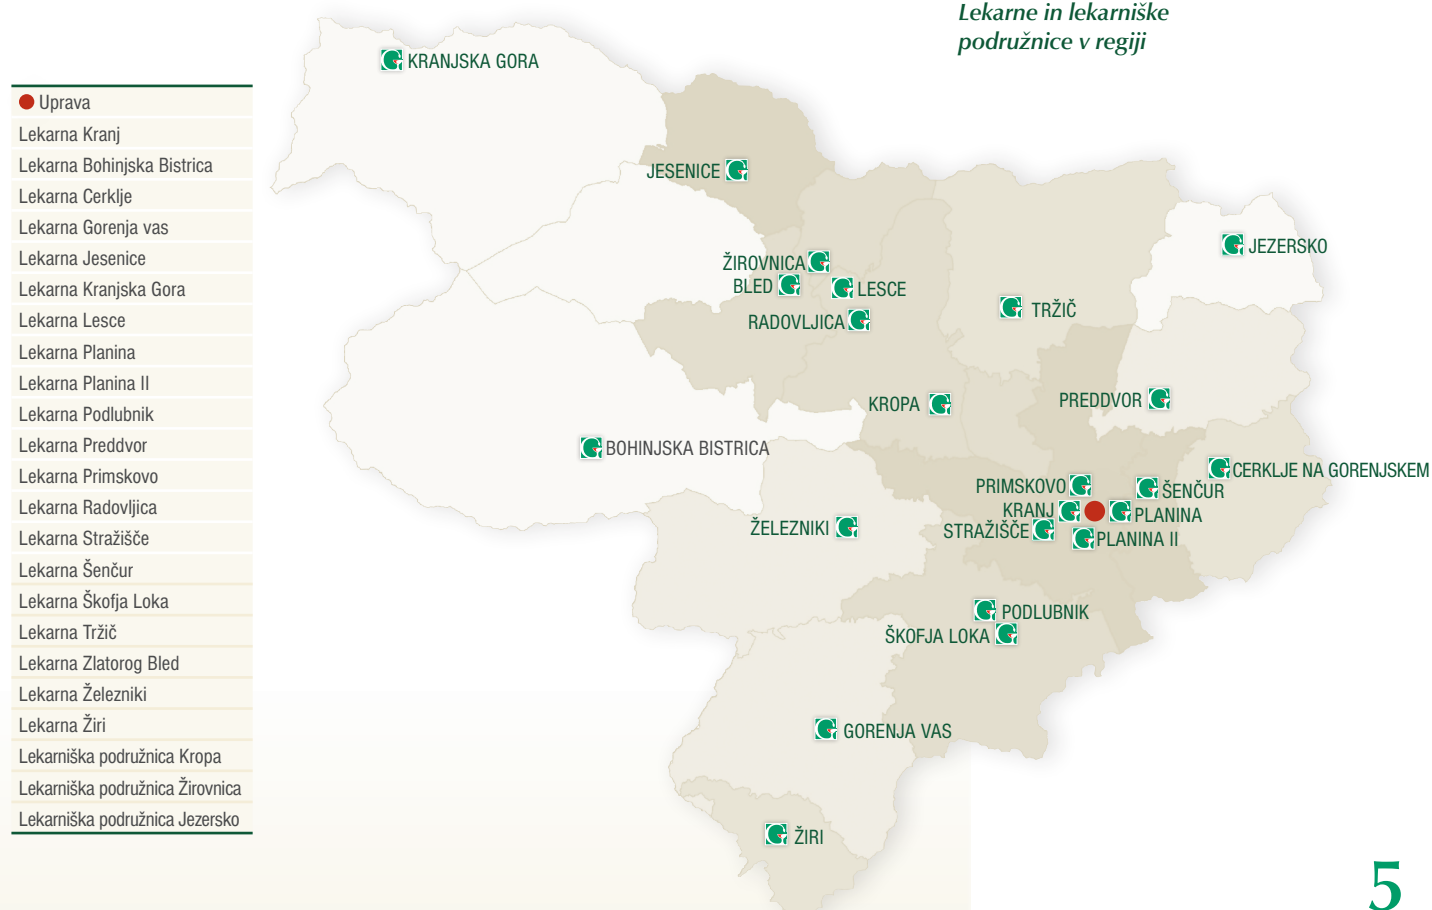 Lekarne in lekarniške
podružnice v regiji
Uprava
Lekarna Kranj
Lekarna Bohinjska Bistrica
Lekarna Cerklje
Lekarna Gorenja vas
Lekarna Jesenice
Lekarna Kranjska Gora
Lekarna Lesce
Lekarna Planina
Lekarna Planina II
Lekarna Podlubnik
Lekarna Preddvor
Lekarna Primskovo
Lekarna Radovljica
Lekarna Stražišče
Lekarna Šenčur
Lekarna Škofja Loka
Lekarna Tržič
Lekarna Zlatorog Bled
Lekarna Železniki
Lekarna Žiri
Lekarniška podružnica Kropa
Lekarniška podružnica Žirovnica
Lekarniška podružnica Jezersko
KRANJSKA GORA
JESENICE
JEZERSKO
ŽIROVNICA
BLED
LESCE
RADOVLJICA
TRŽIČ
KROPA
PREDDVOR
BOHINJSKA BISTRICA
CERKLJE NA GORENJSKEM
PRIMSKOVO
ŠENČUR
KRANJ
PLANINA
ŽELEZNIKI
STRAŽIŠČE
PLANINA II
PODLUBNIK
ŠKOFJA LOKA
GORENJA VAS
ŽIRI
5